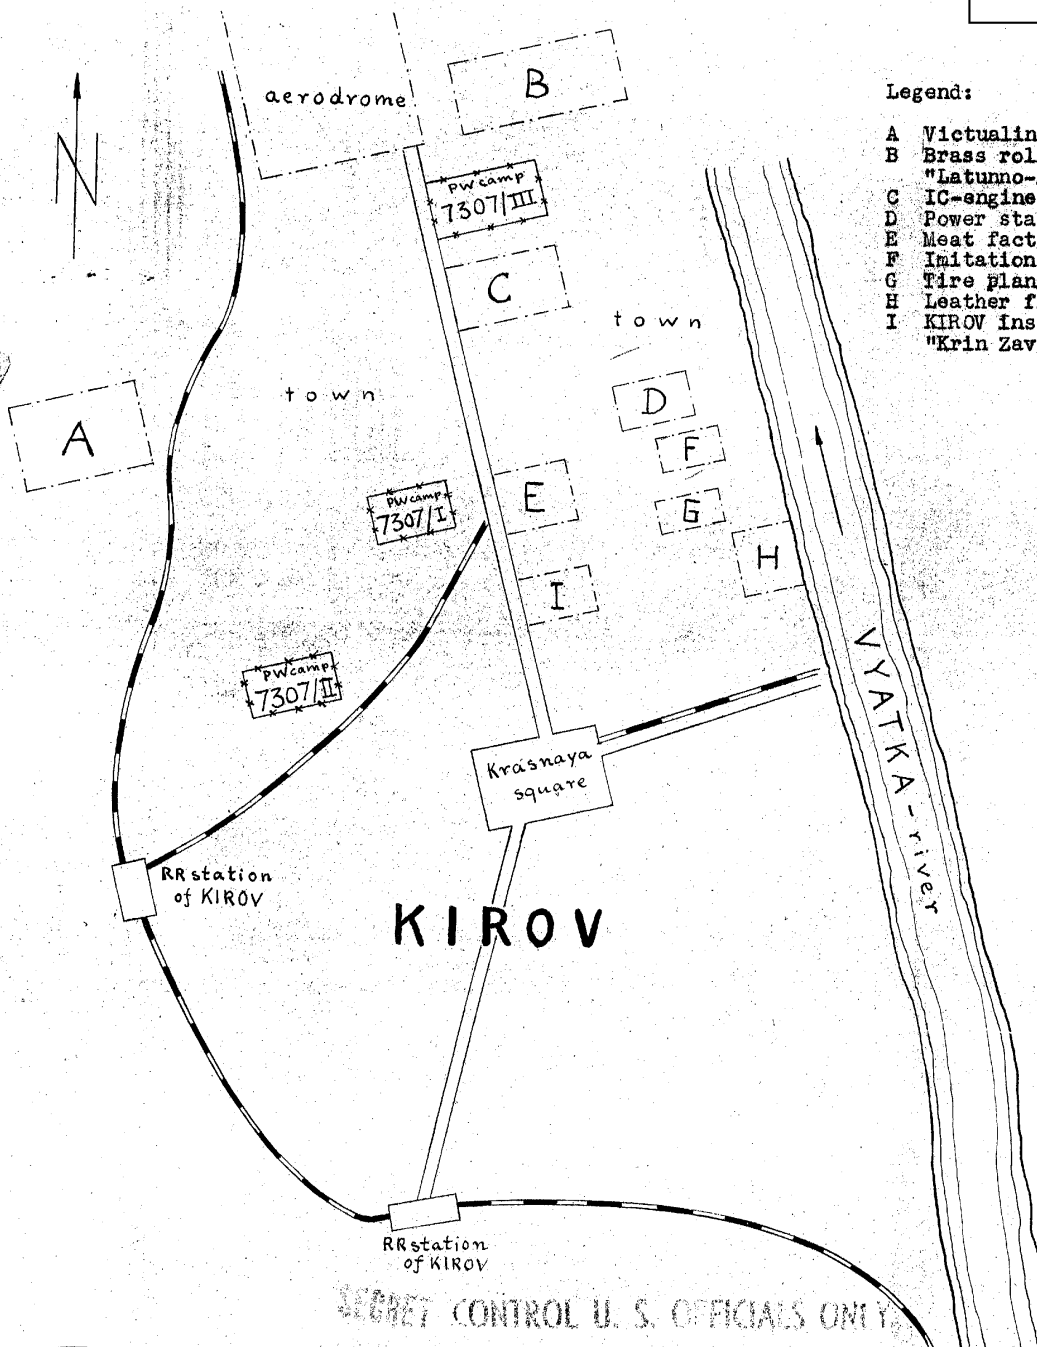 N
aerodrome
B
Legend:
A Victualin
B Brass rol
"Latunno-
C IC-engine
D Power sta
E Meat fact
F Imitation
G Tire plan
H Leather f
I KIROV Ins
"Krin Zav
PW camp
7307/III
C
town
town
D
A
F
PW camp
7307/I
E
G
H
I
VYATKA-river
PW camp
7307/II
Krasnaya
square
RR station
of KIROV
KIROV
RR station
of KIROV
SECRET CONTROL U. S. OFFICIALS ONLY